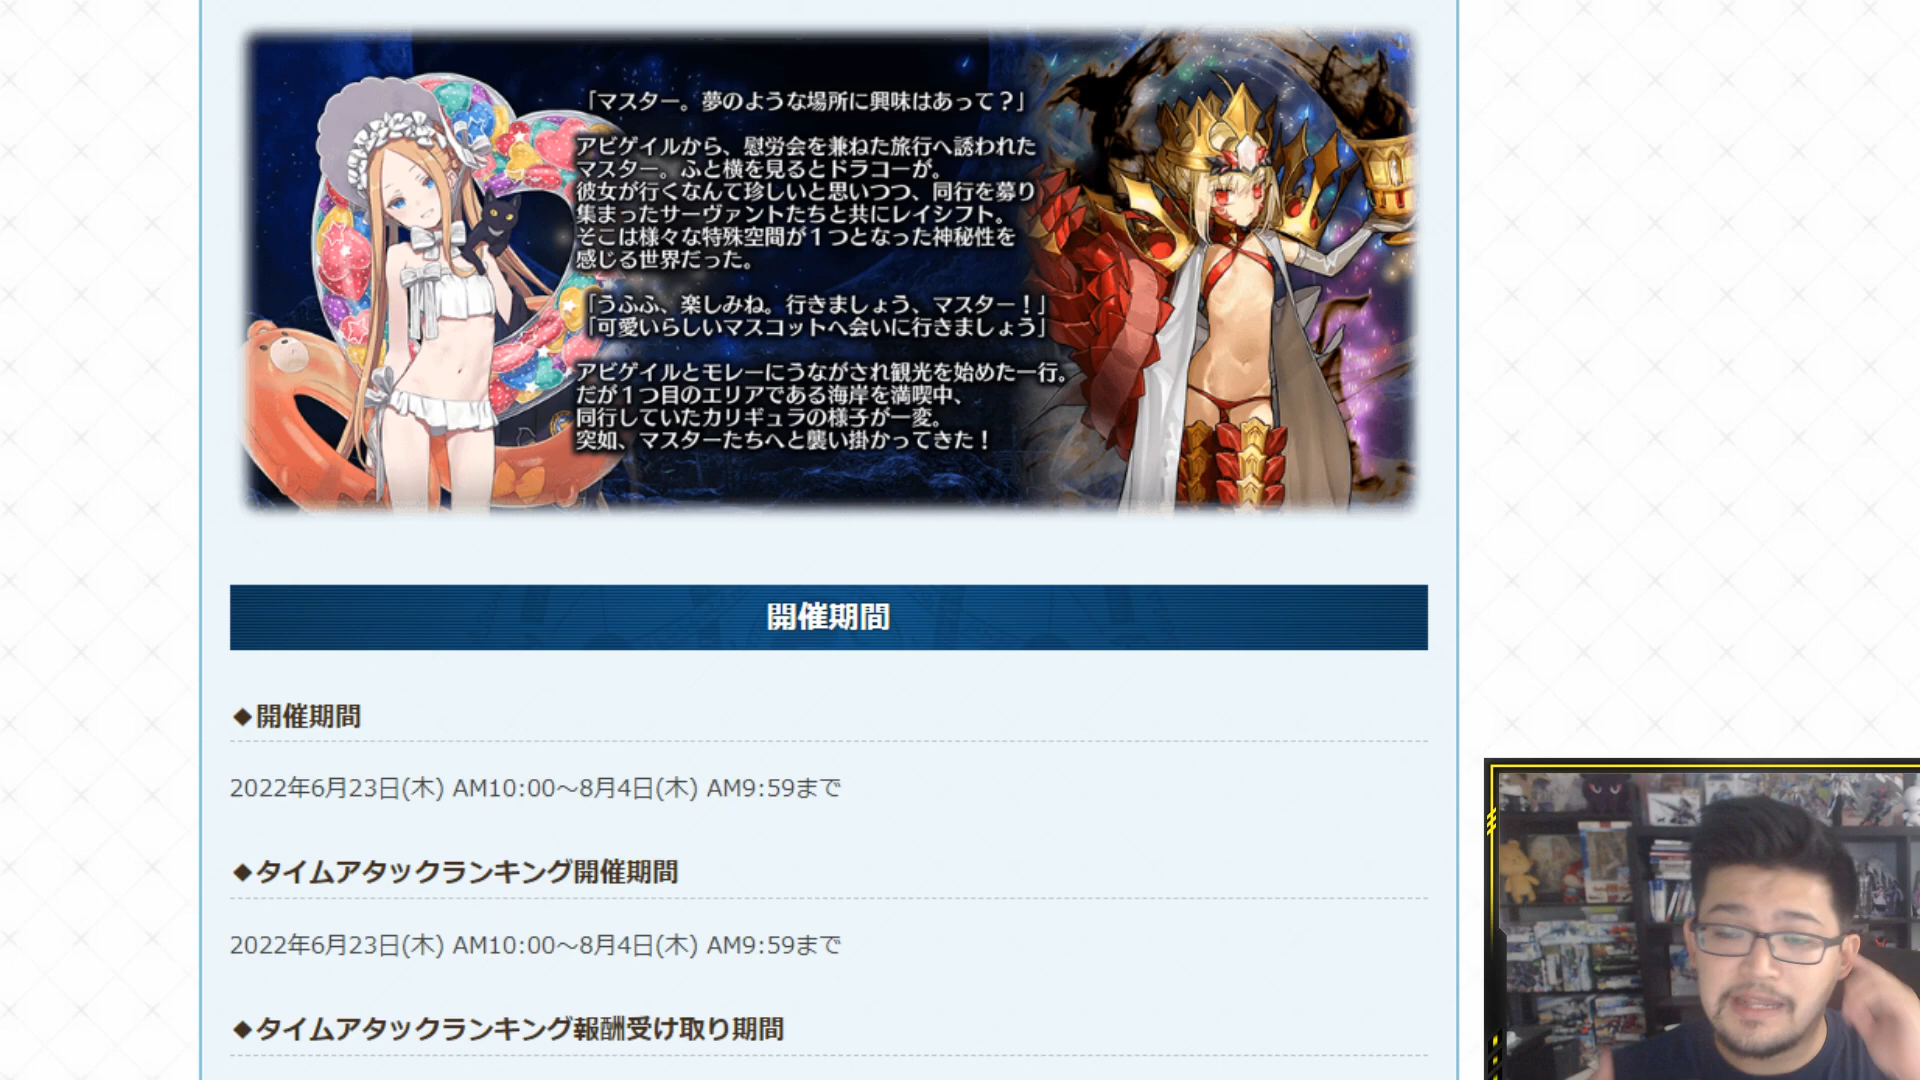 「マスター。夢のような場所に興味はあって？」
アビゲイルから、慰労会を兼ねた旅行へ誘われた
マスター。ふと横を見るとドラコーが。
彼女が行くなんて珍しいと思いつつ、同行を募り
集まったサーヴァントたちと共にレイシフト。
そこは様々な特殊空間が１つとなった神秘性を
感じる世界だった。
「うふふ、楽しみね。行きましょう、マスター！」
「可愛いらしいマスコットへ会いに行きましょう」
アビゲイルとモレーにうながされ観光を始めた一行。
だが１つ目のエリアである海岸を満喫中、
同行していたカリギュラの様子が一変。
突如、マスターたちへと襲い掛かってきた！
開催期間
◆開催期間
2022年6月23日(木) AM10:00～8月4日(木) AM9:59まで
◆タイムアタックランキング開催期間
2022年6月23日(木) AM10:00～8月4日(木) AM9:59まで
◆タイムアタックランキング報酬受け取り期間